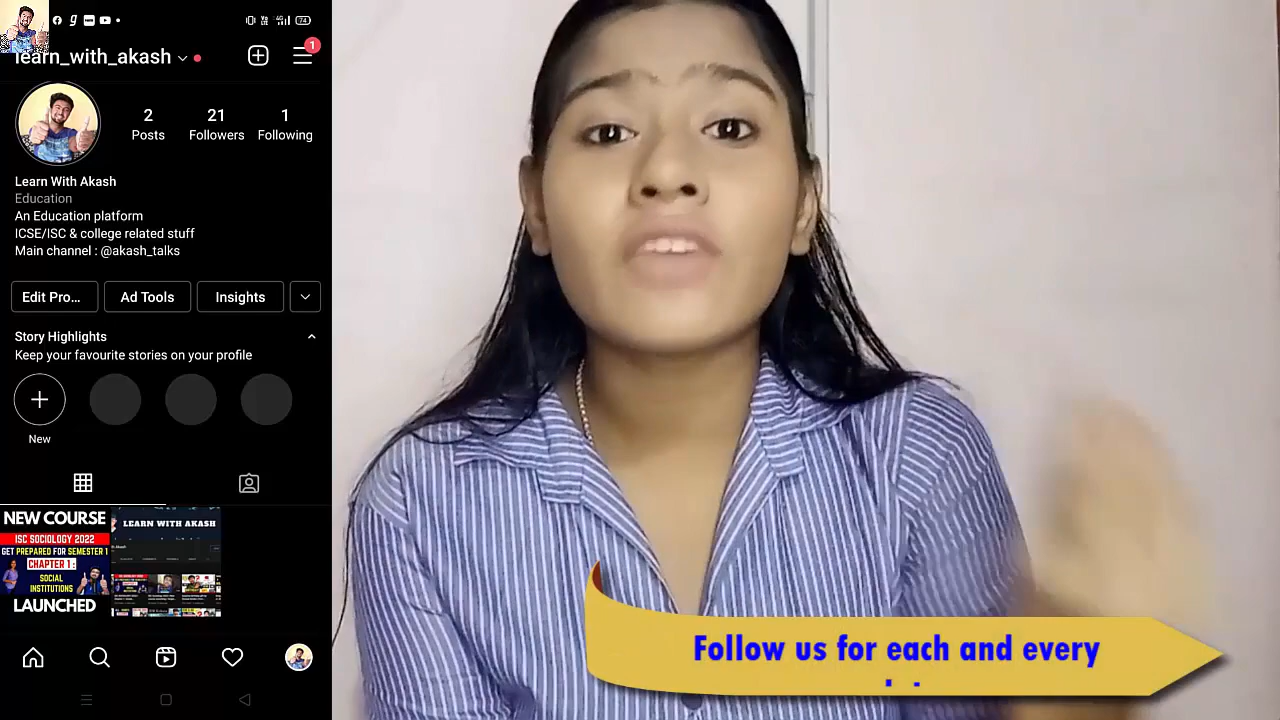 74
learn_with_akash
1
2
Posts
21
Followers
1
Following
Learn With Akash
Education
An Education platform
ICSE/ISC & college related stuff
Main channel : @akash_talks
Edit Pro...
Ad Tools
Insights
Story Highlights
Keep your favourite stories on your profile
New
NEW COURSE
ISC SOCIOLOGY 2022
GET PREPARED FOR SEMESTER 1
CHAPTER 1 :
SOCIAL
INSTITUTIONS
LAUNCHED
LEARN WITH AKASH
Follow us for each and every